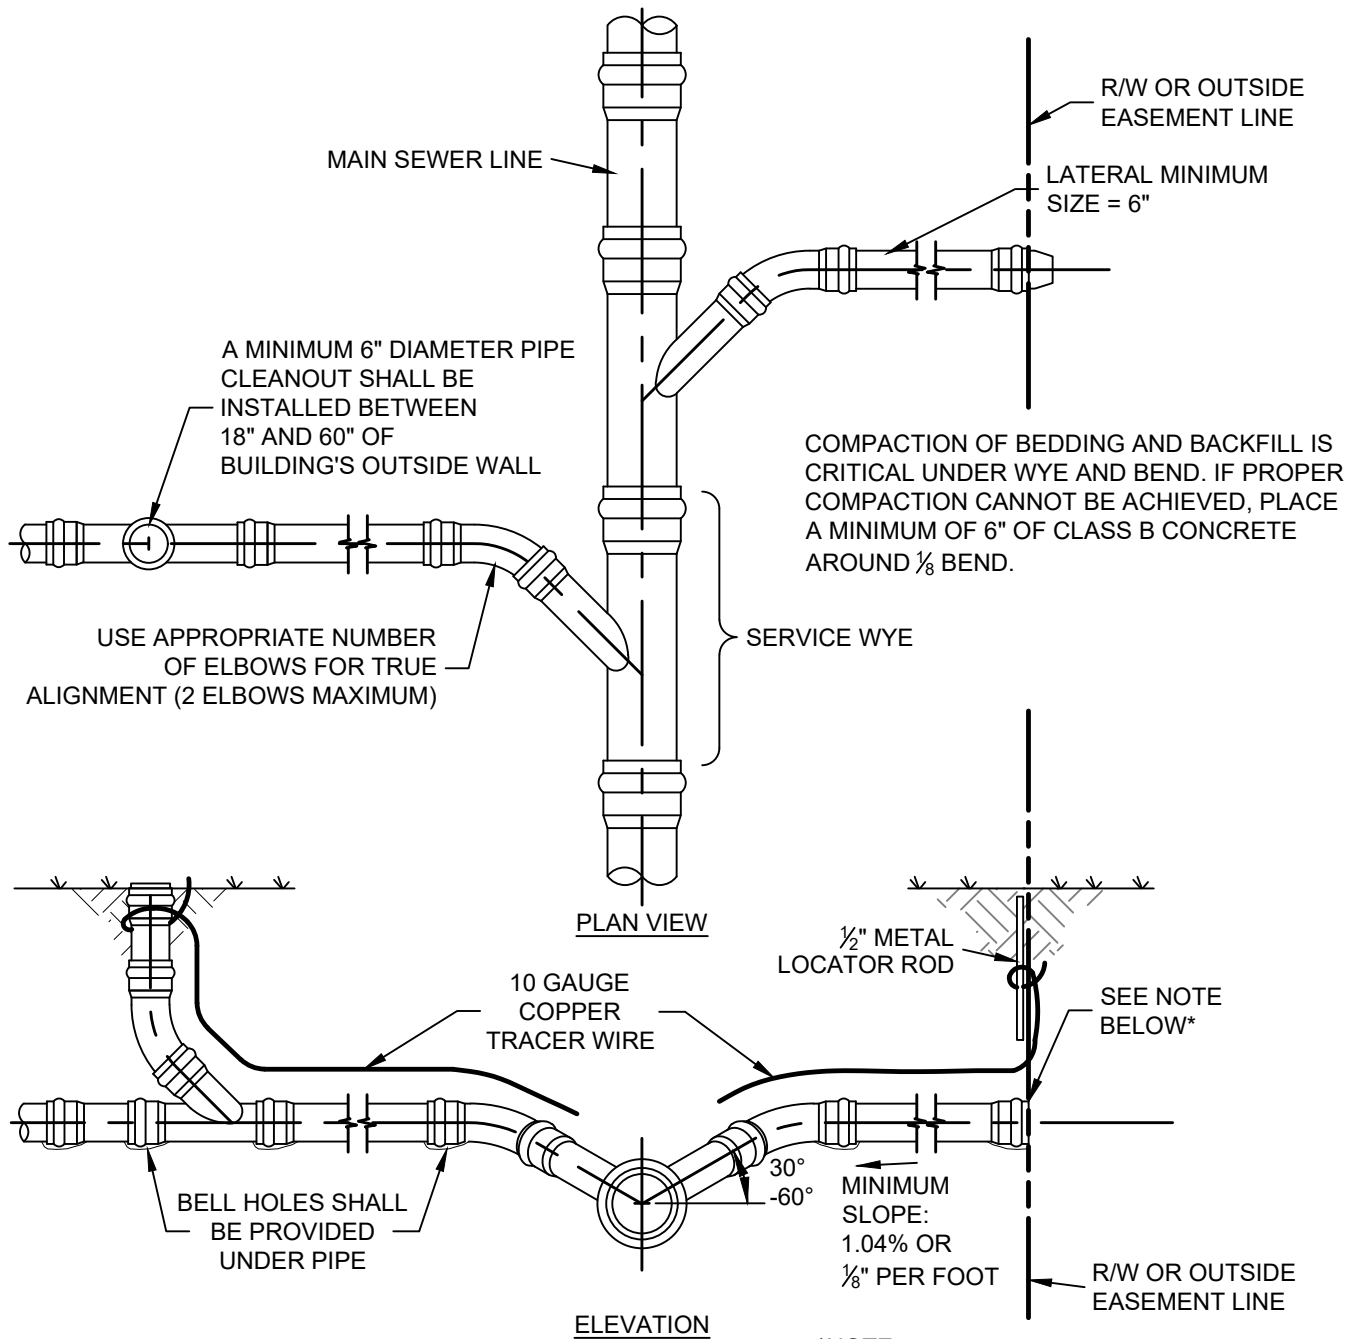 R/W OR OUTSIDE
EASEMENT LINE
MAIN SEWER LINE
LATERAL MINIMUM
SIZE = 6"
A MINIMUM 6" DIAMETER PIPE
CLEANOUT SHALL BE
INSTALLED BETWEEN
18" AND 60" OF
BUILDING'S OUTSIDE WALL
COMPACTION OF BEDDING AND BACKFILL IS
CRITICAL UNDER WYE AND BEND. IF PROPER
COMPACTION CANNOT BE ACHIEVED, PLACE
A MINIMUM OF 6" OF CLASS B CONCRETE
AROUND ⅛ BEND.
USE APPROPRIATE NUMBER
OF ELBOWS FOR TRUE
ALIGNMENT (2 ELBOWS MAXIMUM)
SERVICE WYE
PLAN VIEW
½" METAL
LOCATOR ROD
10 GAUGE
COPPER
TRACER WIRE
SEE NOTE
BELOW*
BELL HOLES SHALL
BE PROVIDED
UNDER PIPE
30°
-60°
MINIMUM
SLOPE:
1.04% OR
⅛" PER FOOT
R/W OR OUTSIDE
EASEMENT LINE
ELEVATION